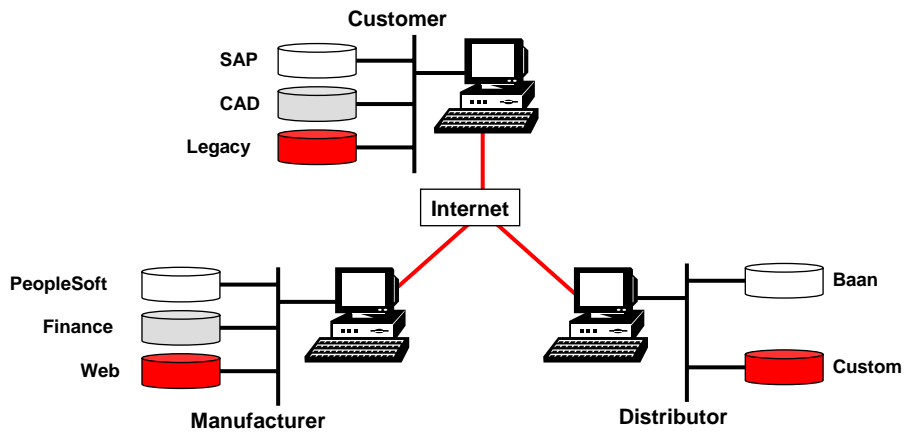 Customer
SAP
CAD
Legacy
Internet
PeopleSoft
Finance
Web
Manufacturer
Baan
Custom
Distributor